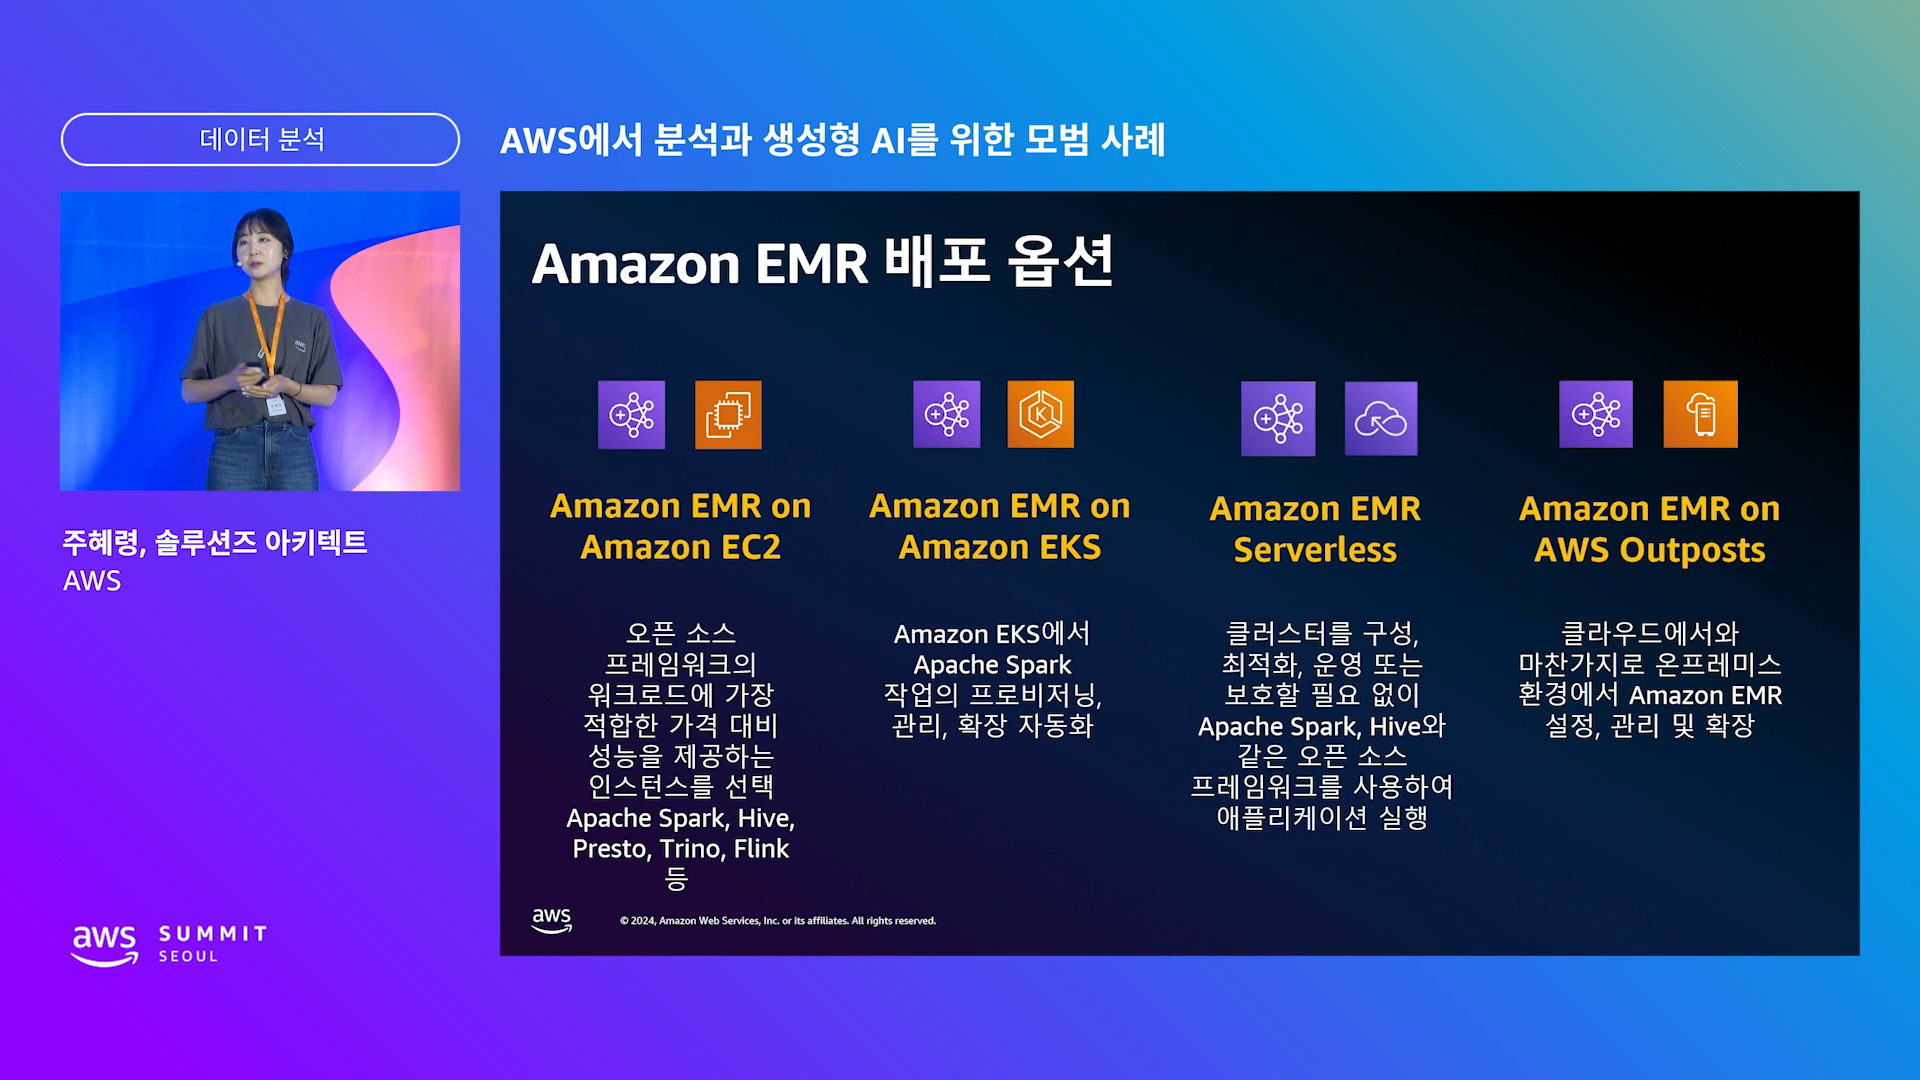 데이터 분석
AWS에서 분석과 생성형 AI를 위한 모범 사례
주혜령, 솔루션즈 아키텍트
AWS
aws SUMMIT
SEOUL
Amazon EMR 배포 옵션
Amazon EMR on
Amazon EC2
오픈 소스
프레임워크의
워크로드에 가장
적합한 가격 대비
성능을 제공하는
인스턴스를 선택
Apache Spark, Hive,
Presto, Trino, Flink
등
Amazon EMR on
Amazon EKS
Amazon EKS에서
Apache Spark
작업의 프로비저닝,
관리, 확장 자동화
Amazon EMR
Serverless
클러스터를 구성,
최적화, 운영 또는
보호할 필요 없이
Apache Spark, Hive와
같은 오픈 소스
프레임워크를 사용하여
애플리케이션 실행
Amazon EMR on
AWS Outposts
클라우드에서와
마찬가지로 온프레미스
환경에서 Amazon EMR
설정, 관리 및 확장
aws
© 2024, Amazon Web Services, Inc. or its affiliates. All rights reserved.